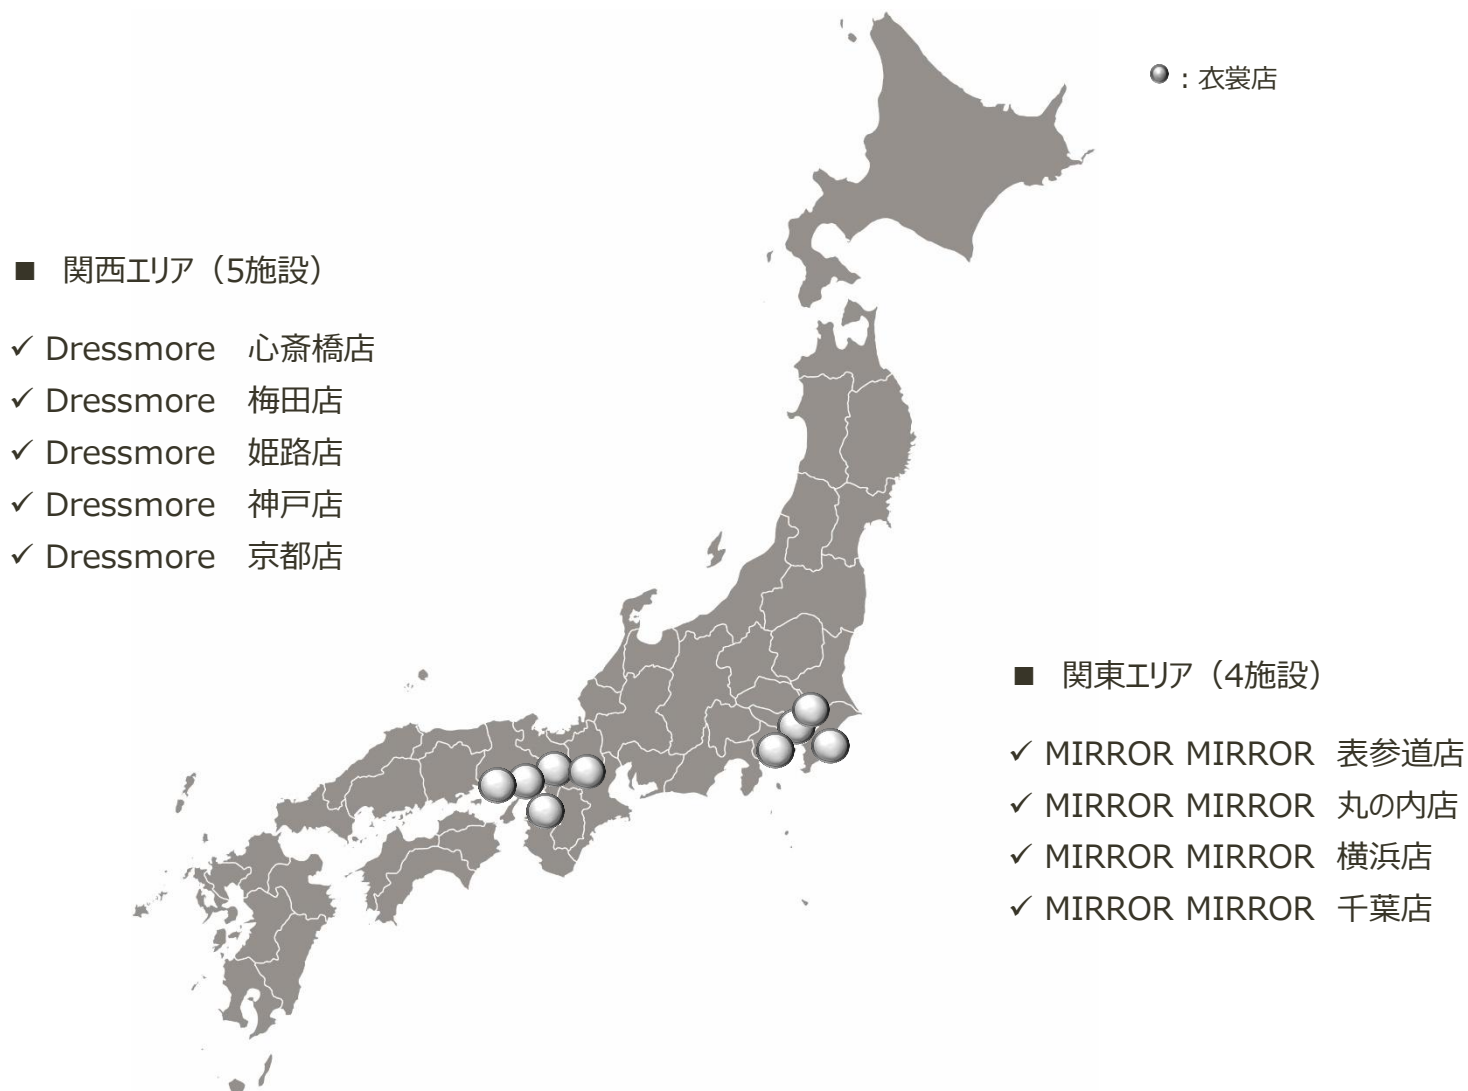 ：衣裳店
■ 関西エリア（5施設）
✓ Dressmore　心斎橋店
✓ Dressmore　梅田店
✓ Dressmore　姫路店
✓ Dressmore　神戸店
✓ Dressmore　京都店
■ 関東エリア（4施設）
✓ MIRROR MIRROR　表参道店
✓ MIRROR MIRROR　丸の内店
✓ MIRROR MIRROR　横浜店
✓ MIRROR MIRROR　千葉店